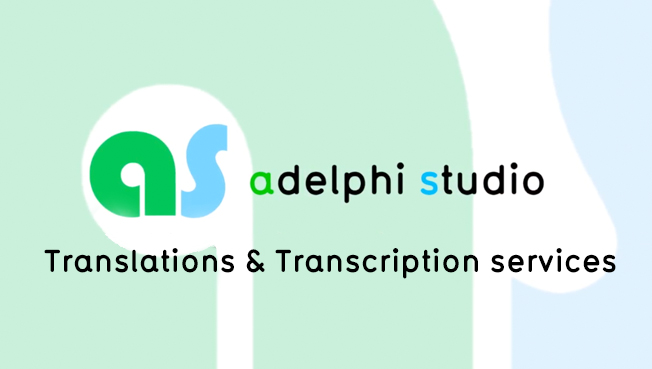 as adelphi studio
Translations & Transcription services